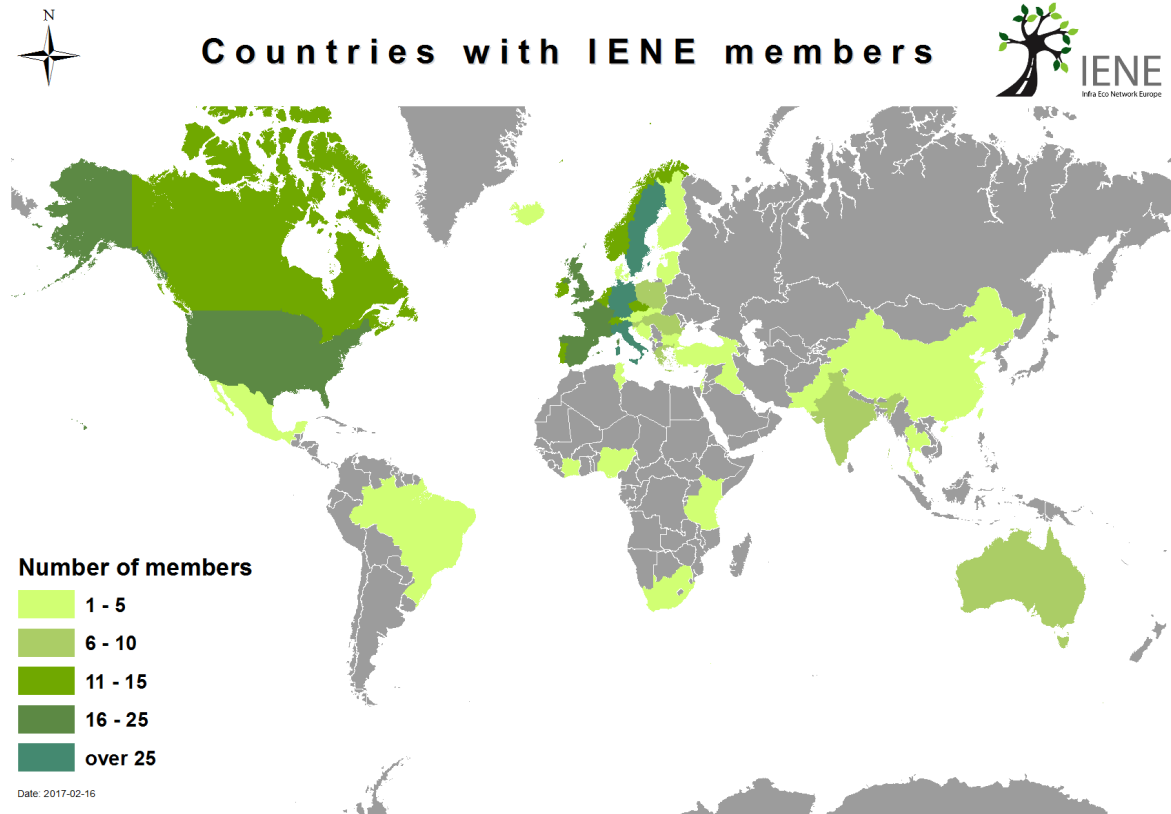 N
Countries with IENE members
IENE
Infra Eco Network Europe
Number of members
1 - 5
6 - 10
11 - 15
16 - 25
over 25
Date: 2017-02-16